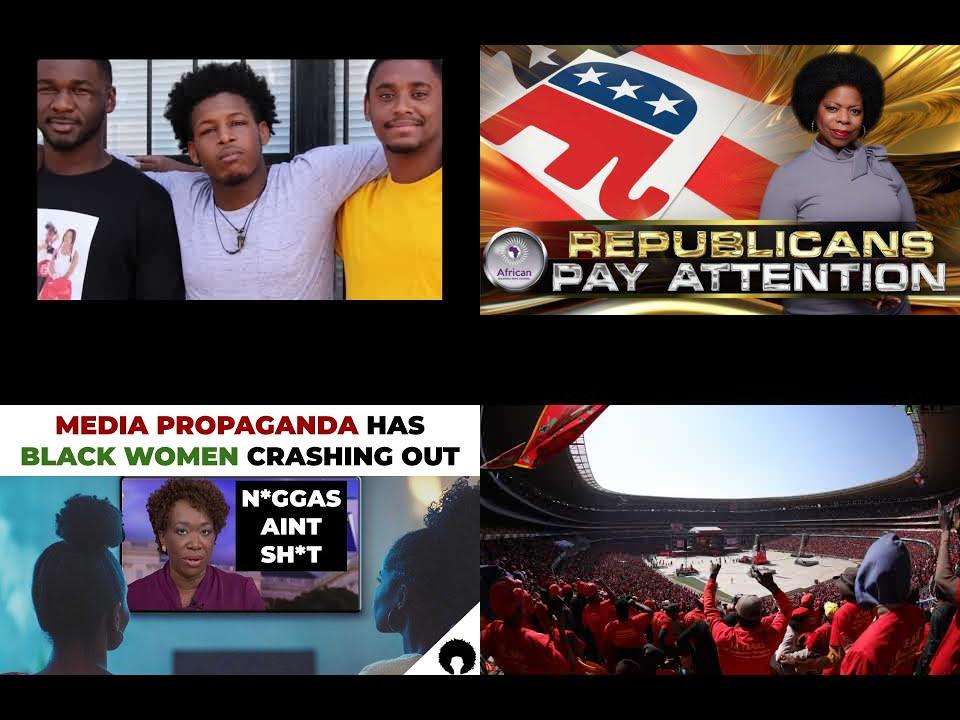 REPUBLICANS
African
PAY ATTENTION
MEDIA PROPAGANDA HAS
BLACK WOMEN CRASHING OUT
N*GGAS
AINT
SH*T